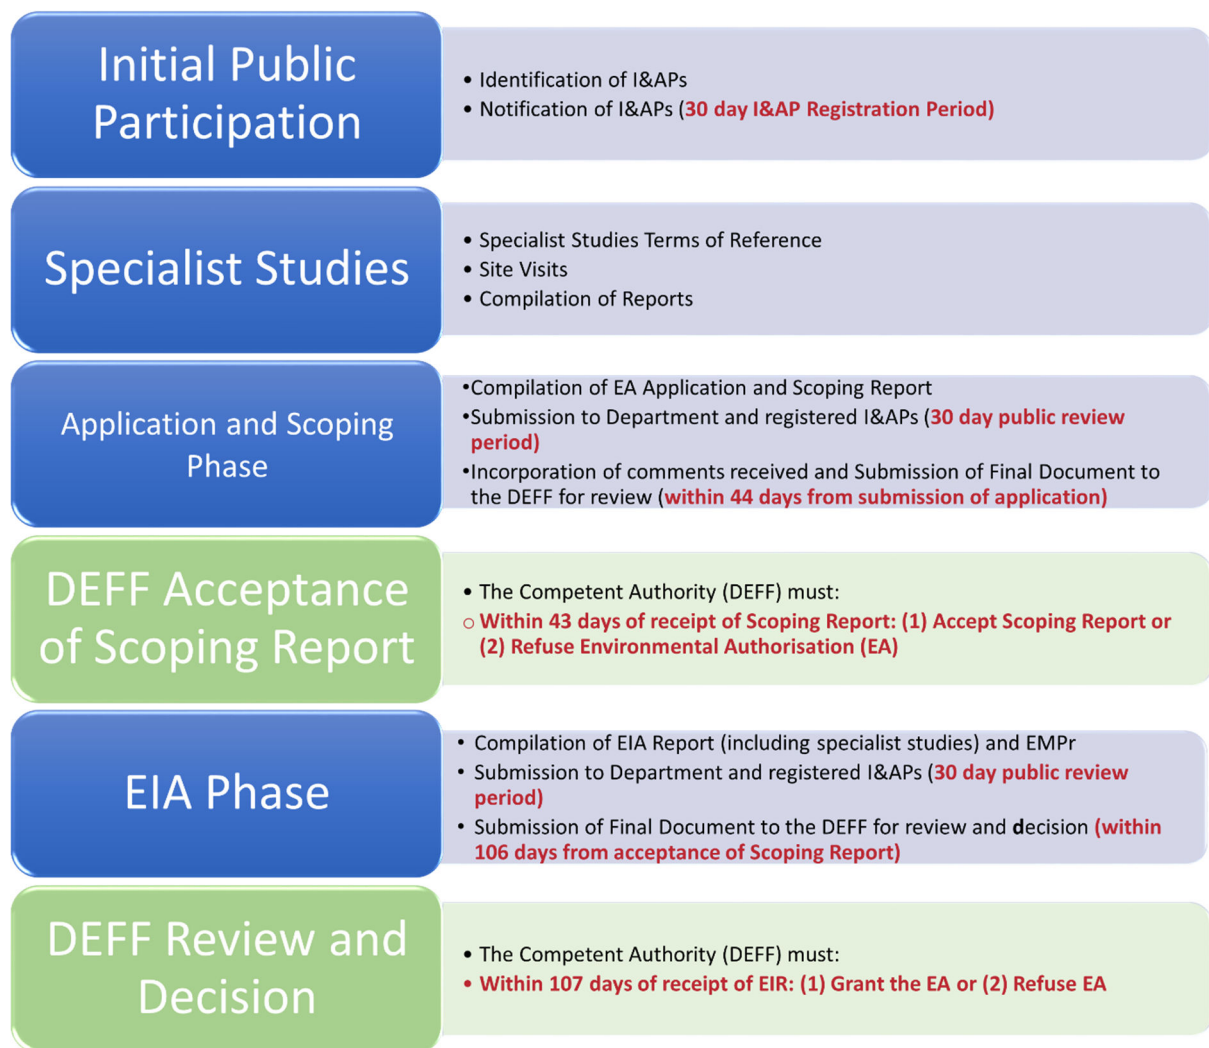 Initial Public
Participation
• Identification of I&APs
• Notification of I&APs (30 day I&AP Registration Period)
Specialist Studies
• Specialist Studies Terms of Reference
• Site Visits
• Compilation of Reports
Application and Scoping
Phase
•Compilation of EA Application and Scoping Report
•Submission to Department and registered I&APs (30 day public review
period)
•Incorporation of comments received and Submission of Final Document to
the DEFF for review (within 44 days from submission of application)
DEFF Acceptance
of Scoping Report
• The Competent Authority (DEFF) must:
○ Within 43 days of receipt of Scoping Report: (1) Accept Scoping Report or
(2) Refuse Environmental Authorisation (EA)
EIA Phase
• Compilation of EIA Report (including specialist studies) and EMPr
• Submission to Department and registered I&APs (30 day public review
period)
• Submission of Final Document to the DEFF for review and decision (within
106 days from acceptance of Scoping Report)
DEFF Review and
Decision
• The Competent Authority (DEFF) must:
• Within 107 days of receipt of EIR: (1) Grant the EA or (2) Refuse EA